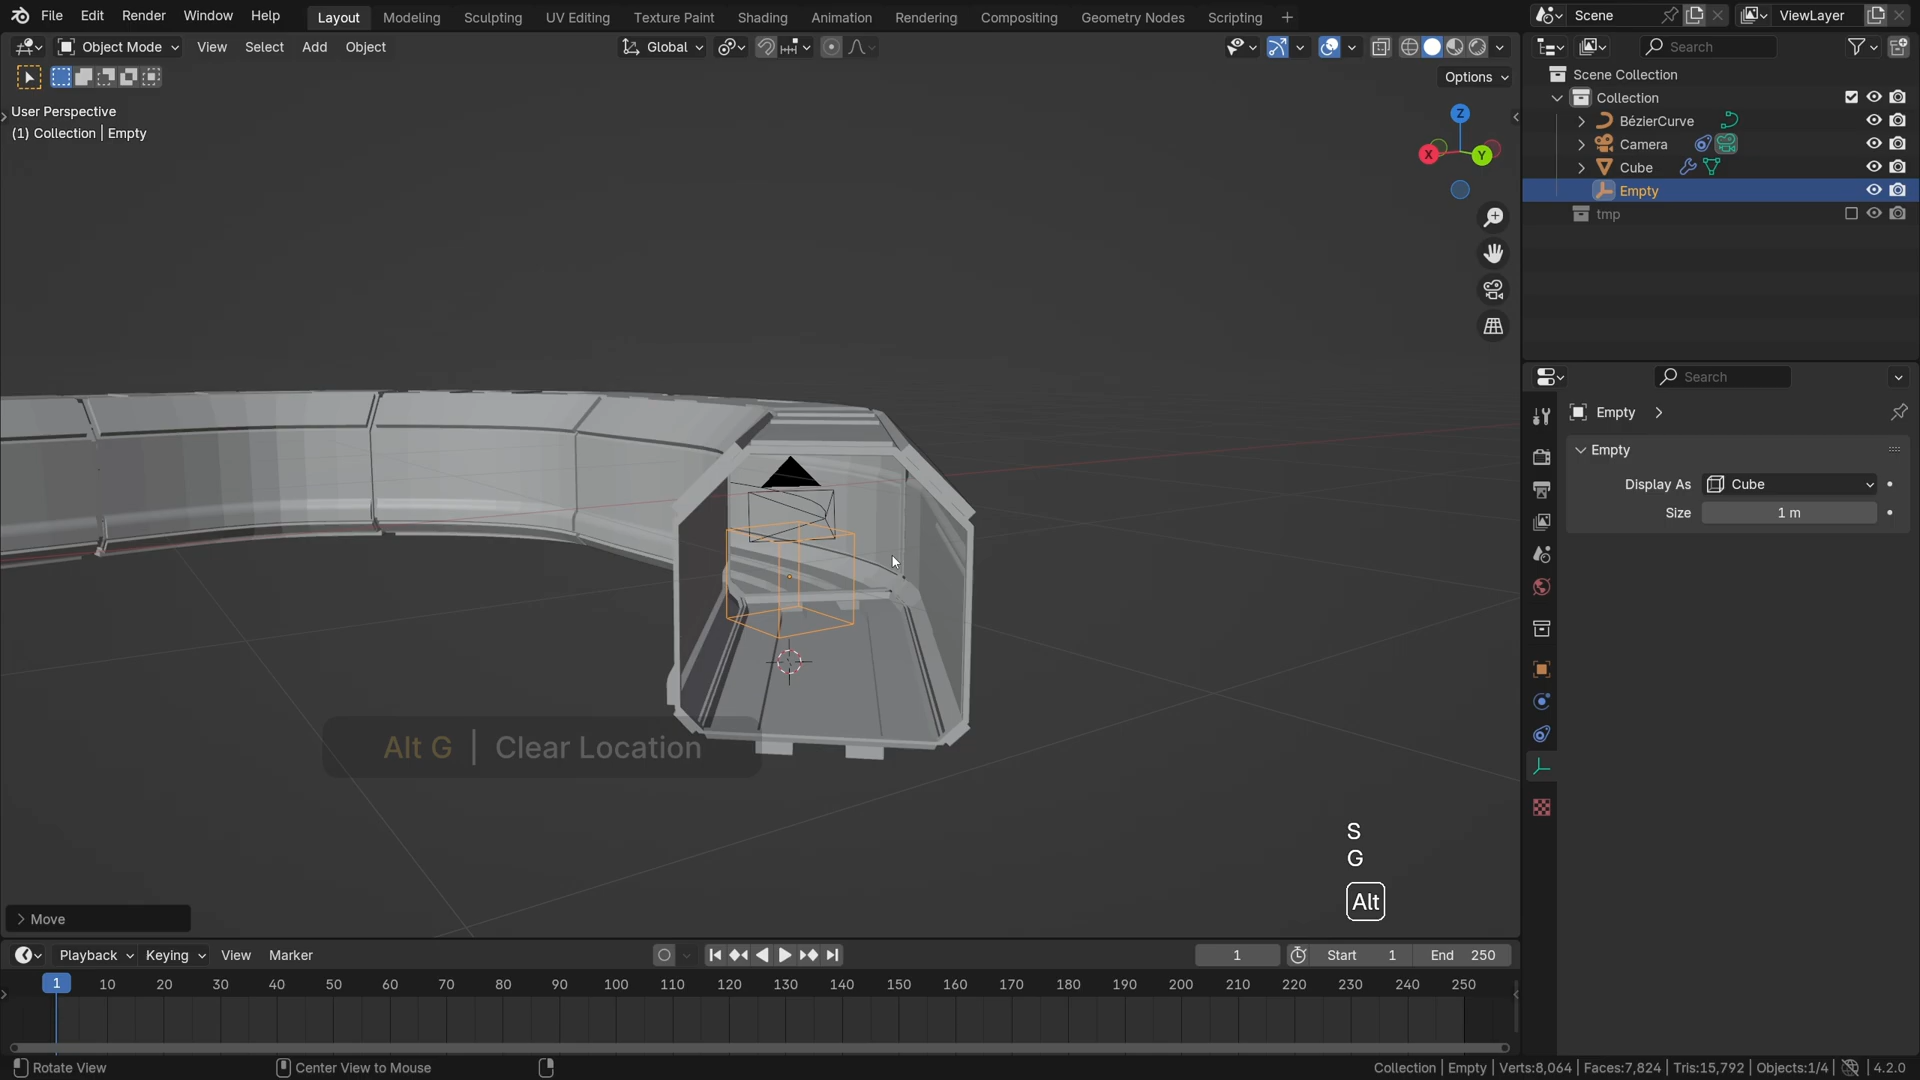 File Edit Render Window Help Layout Modeling Sculpting UV Editing Texture Paint Shading Animation Rendering Compositing Geometry Nodes Scripting + Scene ViewLayer
Object Mode View Select Add Object Global Search
Options
User Perspective
(1) Collection | Empty
Z
X
Y
Scene Collection
Collection
BézierCurve
Camera
Cube
Empty
tmp
Search
Empty
Empty
Display As Cube
Size 1 m
Alt G | Clear Location
S
G
Alt
Move
Playback Keying View Marker 1 Start 1 End 250
1 10 20 30 40 50 60 70 80 90 100 110 120 130 140 150 160 170 180 190 200 210 220 230 240 250
Rotate View Center View to Mouse Collection | Empty | Verts:8,064 | Faces:7,824 | Tris:15,792 | Objects:1/4 | 4.2.0